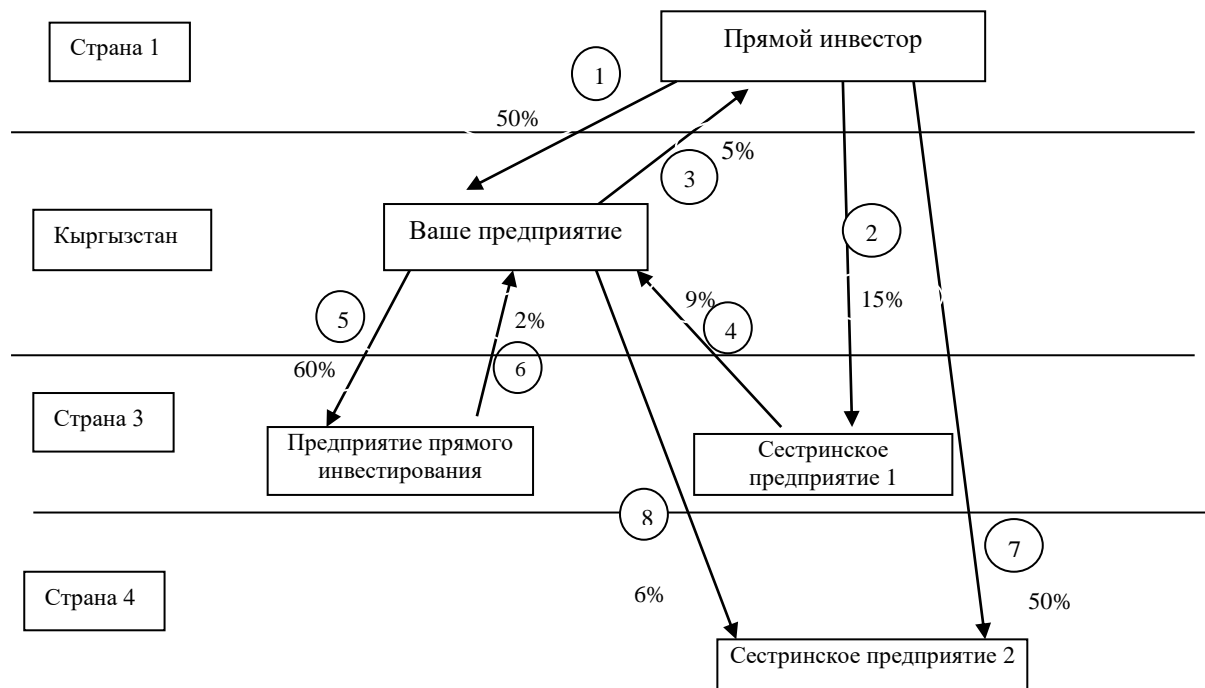 Страна 1
Прямой инвестор
1
50%
5%
3
Кыргызстан
Ваше предприятие
2
15%
9%
4
5
2%
60%
6
Страна 3
Предприятие прямого
инвестирования
Сестринское
предприятие 1
8
7
Страна 4
6%
50%
Сестринское предприятие 2